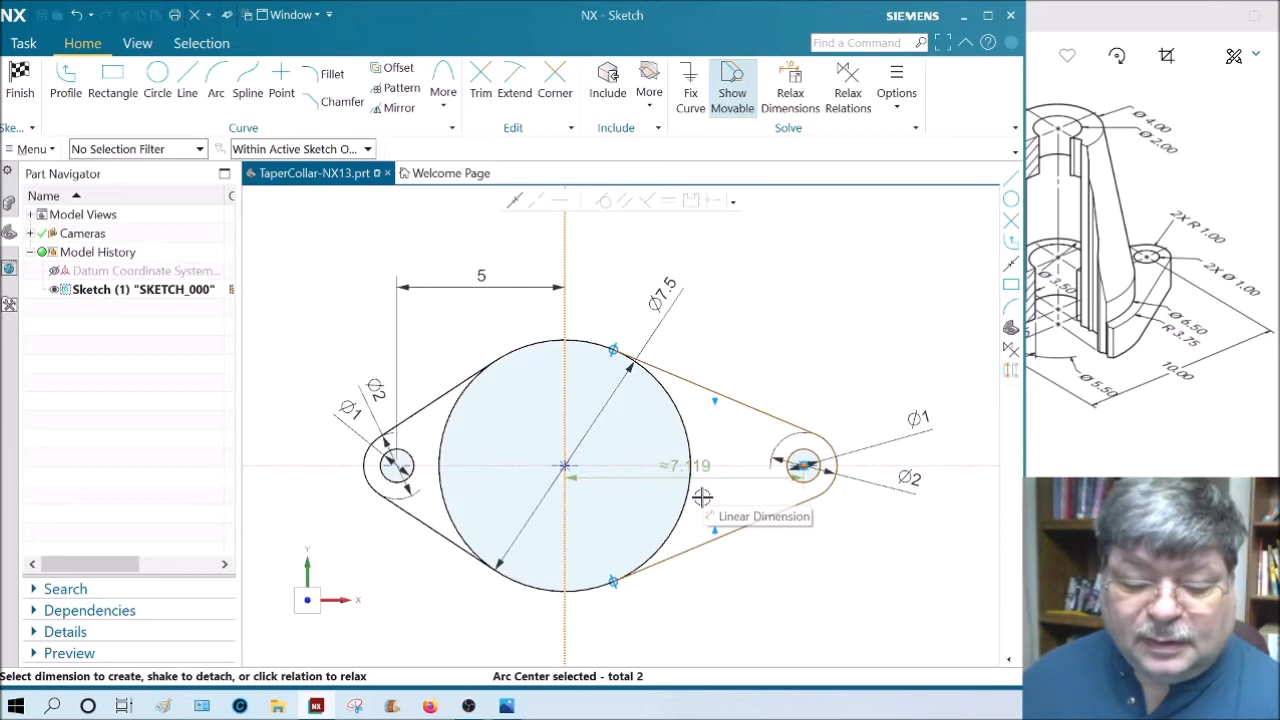 NX
Window
NX - Sketch
SIEMENS
Task
Home
View
Selection
Find a Command
Finish
Profile
Rectangle
Circle
Line
Arc
Spline
Point
Fillet
Chamfer
Offset
Pattern
Mirror
More
Trim
Extend
Corner
Include
More
Fix Curve
Show Movable
Relax Dimensions
Relax Relations
Options
Ske...
Curve
Edit
Include
Solve
Menu
No Selection Filter
Within Active Sketch O...
Part Navigator
TaperCollar-NX13.prt
Welcome Page
Name
C
Model Views
Cameras
Model History
Datum Coordinate System...
Sketch (1) "SKETCH_000"
Search
Dependencies
Details
Preview
5
Ø7.5
Ø2
Ø1
≈7.119
Ø1
Ø2
Linear Dimension
Y
X
Select dimension to create, shake to detach, or click relation to relax
Arc Center selected - total 2
Ø 4.00
Ø 2.00
2X R 1.00
2X Ø 1.00
Ø 3.50
Ø 6.50
R 3.75
10.00
Ø 5.50